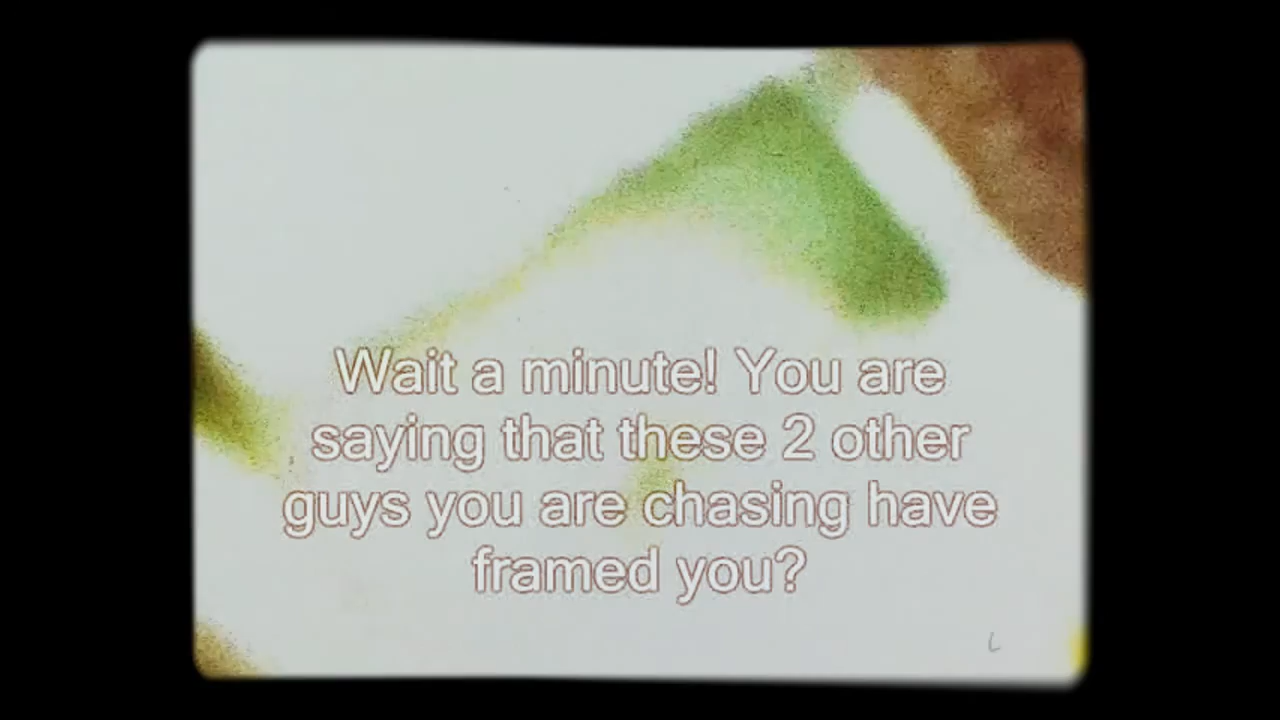 Wait a minute! You are
saying that these 2 other
guys you are chasing have
framed you?
L